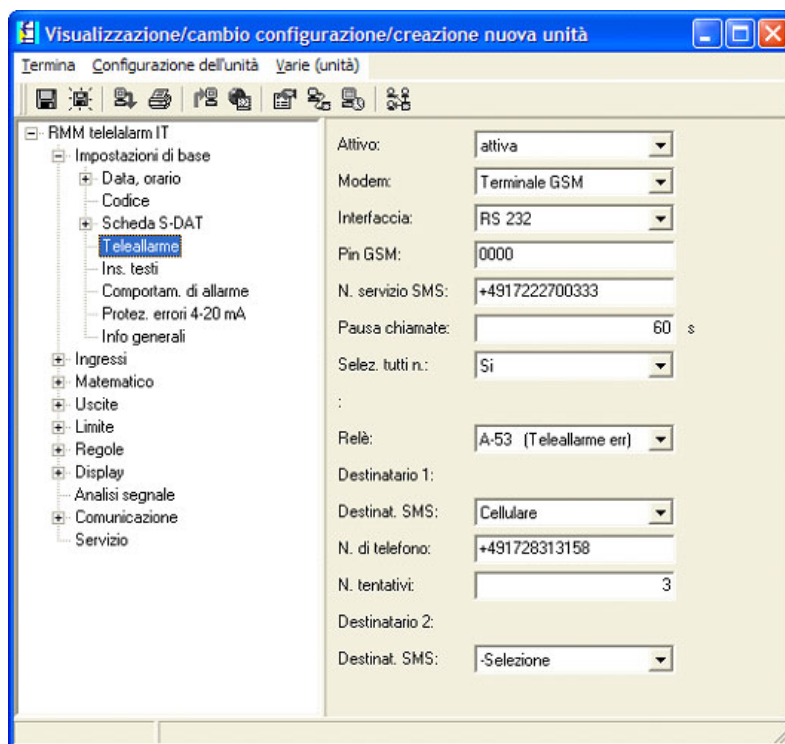 Visualizzazione/cambio configurazione/creazione nuova unità
Termina Configurazione dell'unità Varie (unità)
RMM telelalarm IT
Impostazioni di base
Data, orario
Codice
Scheda S-DAT
Teleallarme
Ins. testi
Comportam. di allarme
Protez. errori 4-20 mA
Info generali
Ingressi
Matematico
Uscite
Limite
Regole
Display
Analisi segnale
Comunicazione
Servizio
Attivo: attiva
Modem: Terminale GSM
Interfaccia: RS 232
Pin GSM: 0000
N. servizio SMS: +4917222700333
Pausa chiamate: 60 s
Selez. tutti n.: Si
:
Relè: A-53 (Teleallarme err)
Destinatario 1:
Destinat. SMS: Cellulare
N. di telefono: +491728313158
N. tentativi: 3
Destinatario 2:
Destinat. SMS: -Selezione